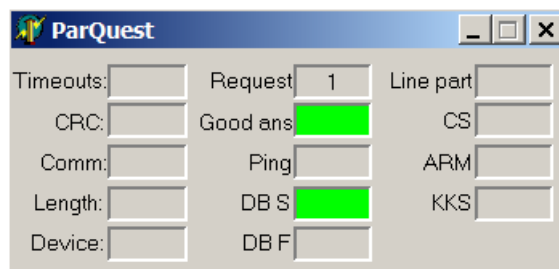 ParQuest
Timeouts: Request 1 Line part
CRC: Good ans CS
Comm: Ping ARM
Length: DB S KKS
Device: DB F